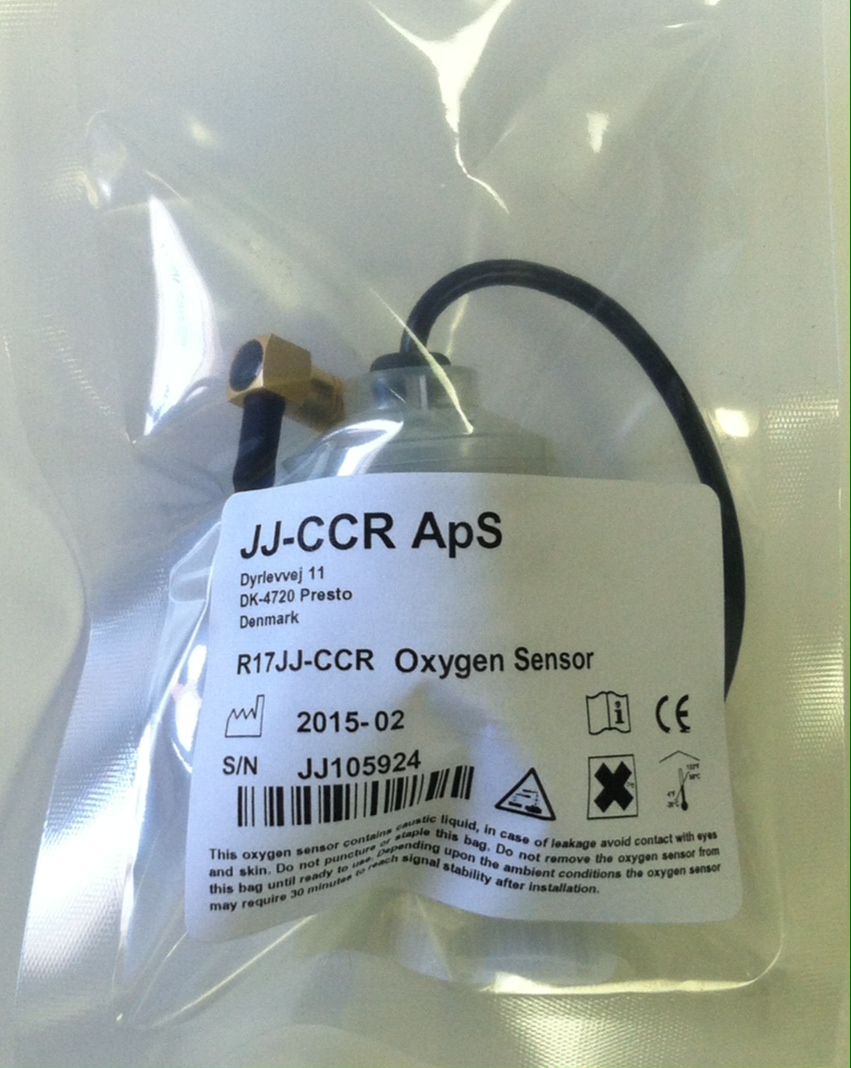 JJ-CCR ApS
Dyrlevvej 11
DK-4720 Presto
Denmark
R17JJ-CCR Oxygen Sensor
2015-02
S/N JJ105924
This oxygen sensor contains caustic liquid, in case of leakage avoid contact with eyes
and skin. Do not puncture or staple this bag. Do not remove the oxygen sensor from
this bag until ready to use. Depending upon the ambient conditions the oxygen sensor
may require 30 minutes to reach signal stability after installation.